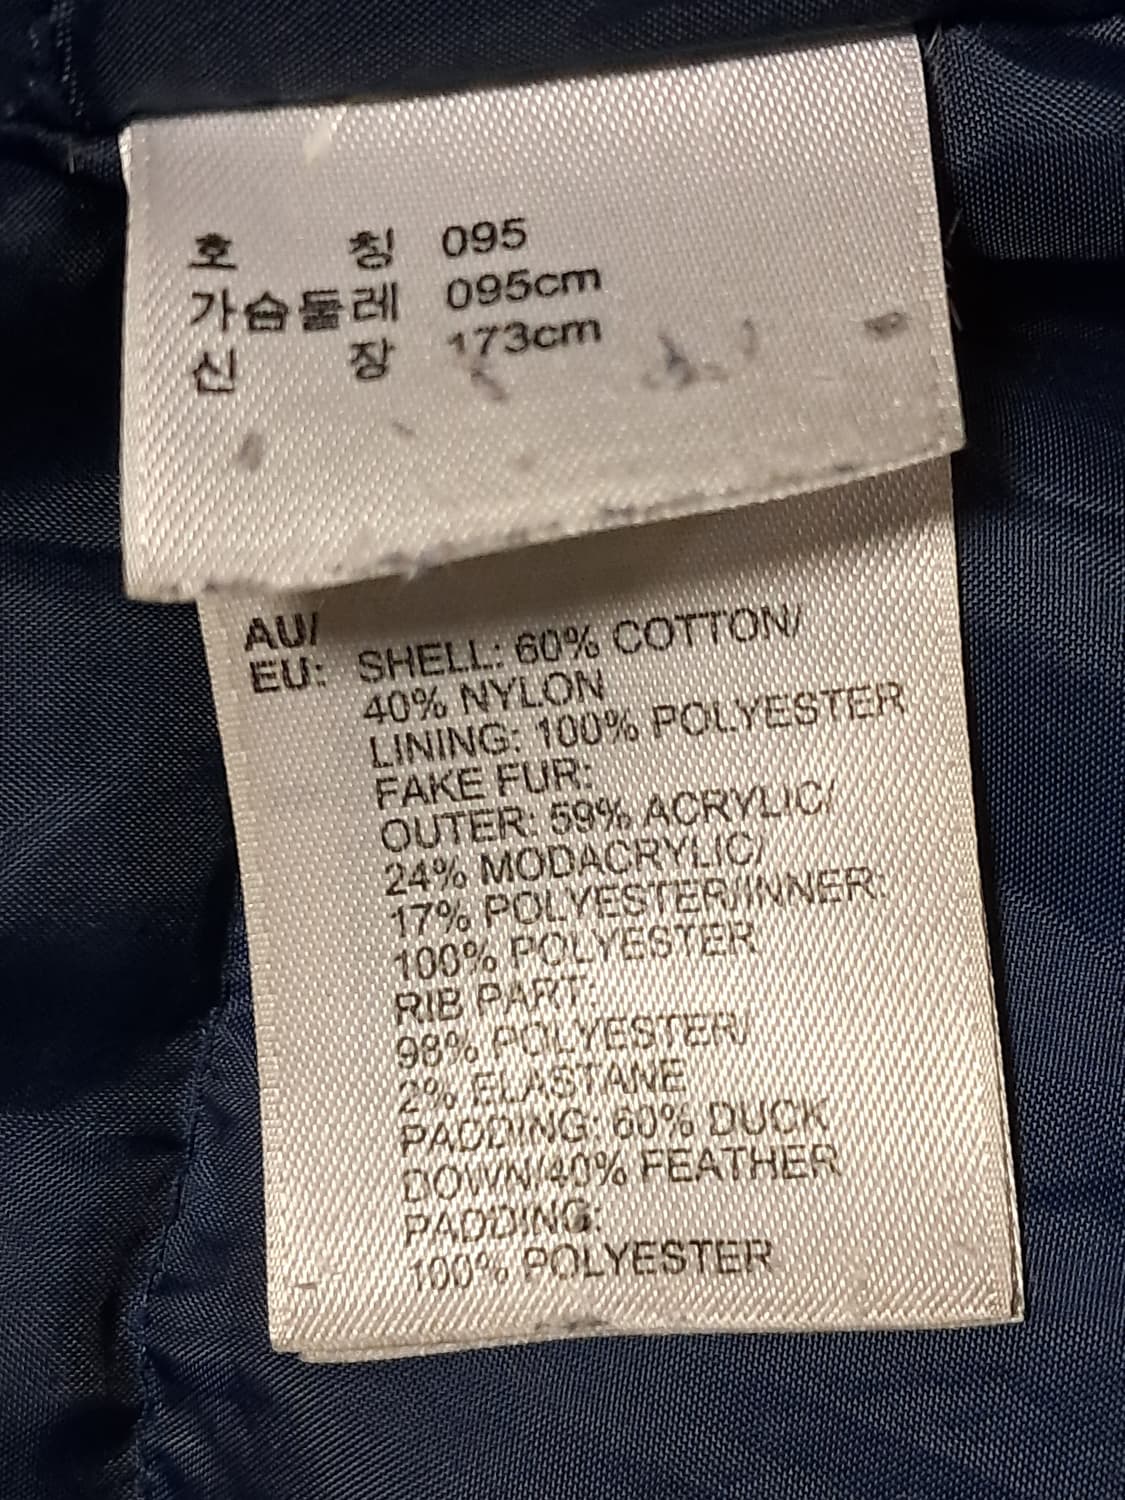 호 칭 095
가슴둘레 095cm
신 장 173cm
AU/
EU: SHELL: 60% COTTON/
40% NYLON
LINING: 100% POLYESTER
FAKE FUR:
OUTER: 59% ACRYLIC/
24% MODACRYLIC/
17% POLYESTER/INNER:
100% POLYESTER
RIB PART:
98% POLYESTER/
2% ELASTANE
PADDING: 60% DUCK
DOWN/40% FEATHER
PADDING:
100% POLYESTER